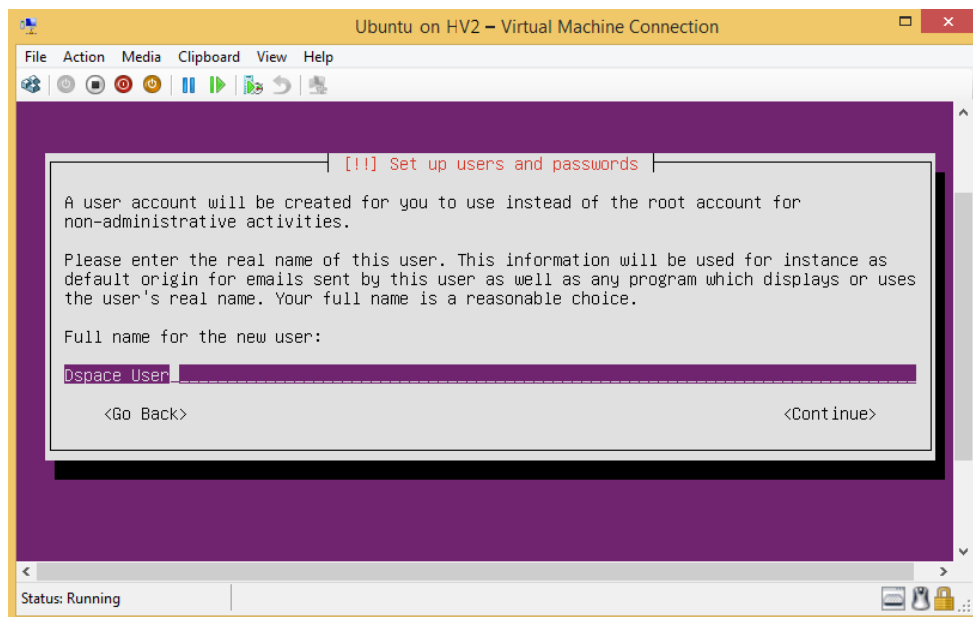 Ubuntu on HV2 – Virtual Machine Connection
File Action Media Clipboard View Help
[!!] Set up users and passwords
A user account will be created for you to use instead of the root account for
non-administrative activities.
Please enter the real name of this user. This information will be used for instance as
default origin for emails sent by this user as well as any program which displays or uses
the user's real name. Your full name is a reasonable choice.
Full name for the new user:
Dspace User
<Go Back> <Continue>
Status: Running